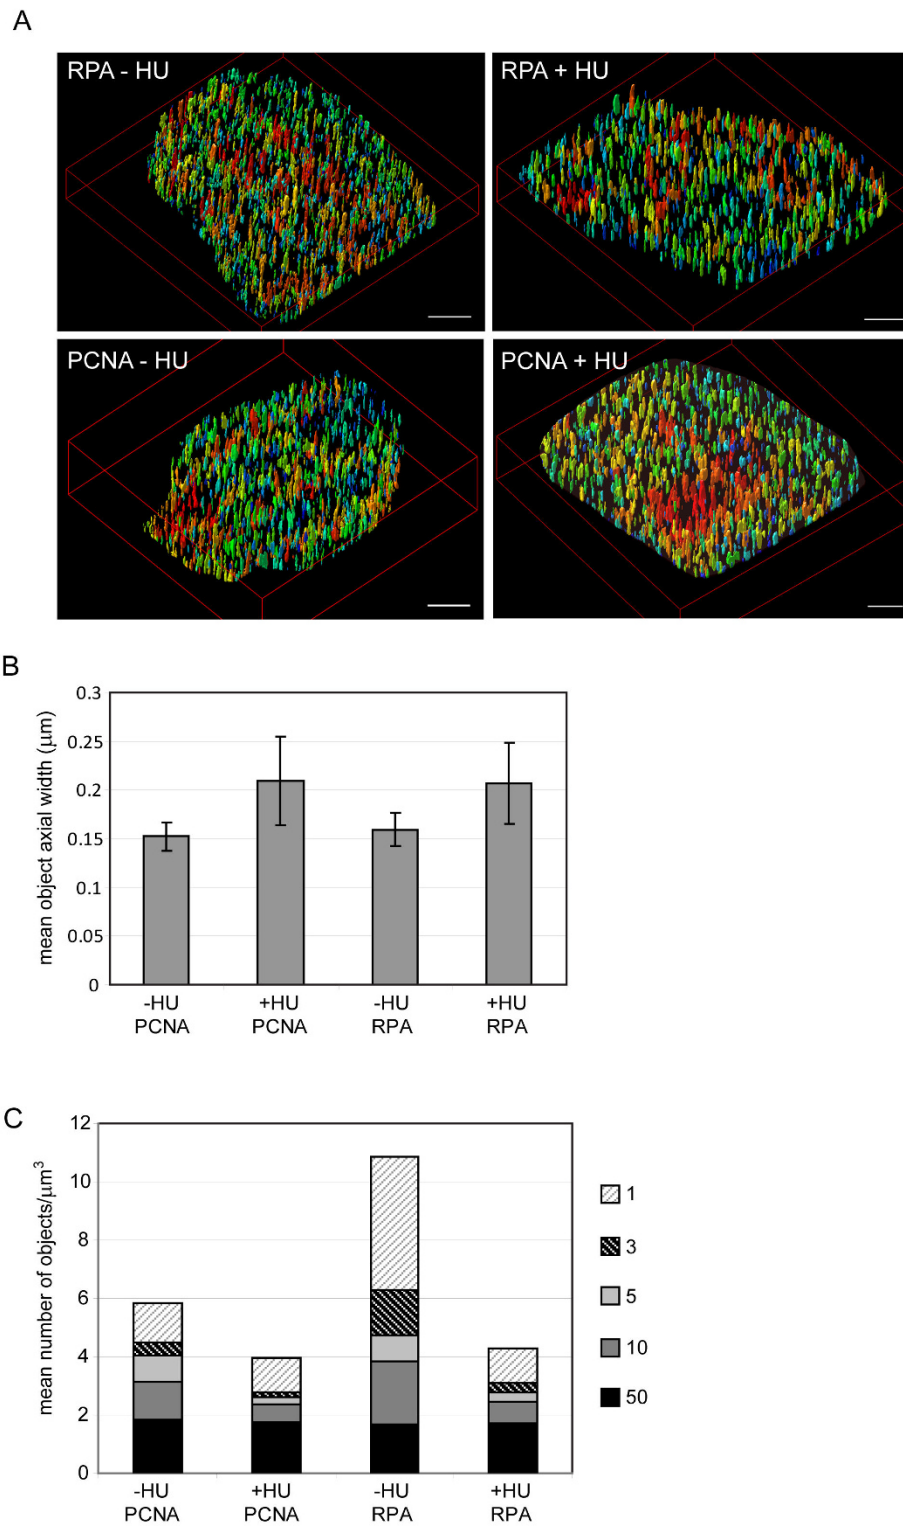 A
RPA - HU
RPA + HU
PCNA - HU
PCNA + HU
B
mean object axial width (µm)
0.3
0.25
0.2
0.15
0.1
0.05
0
-HU
PCNA
+HU
PCNA
-HU
RPA
+HU
RPA
C
mean number of objects/µm³
12
10
8
6
4
2
0
-HU
PCNA
+HU
PCNA
-HU
RPA
+HU
RPA
1
3
5
10
50